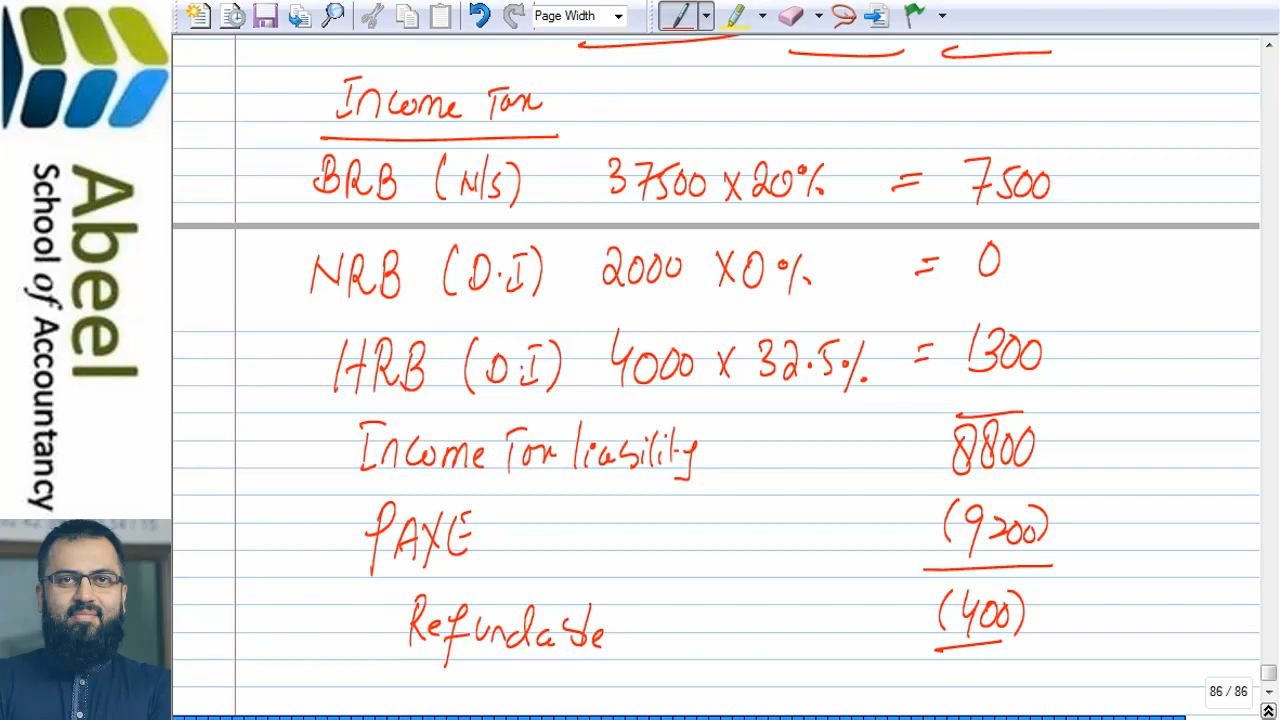 Page Width
Abeel
School of Accountancy
Income Tax
BRB (N/S) 37500 x 20% = 7500
NRB (D.I) 2000 x 0% = 0
HRB (D.I) 4000 x 32.5% = 1300
Income Tax liability 8800
PAYE (9200)
Refundable (400)
86 / 86